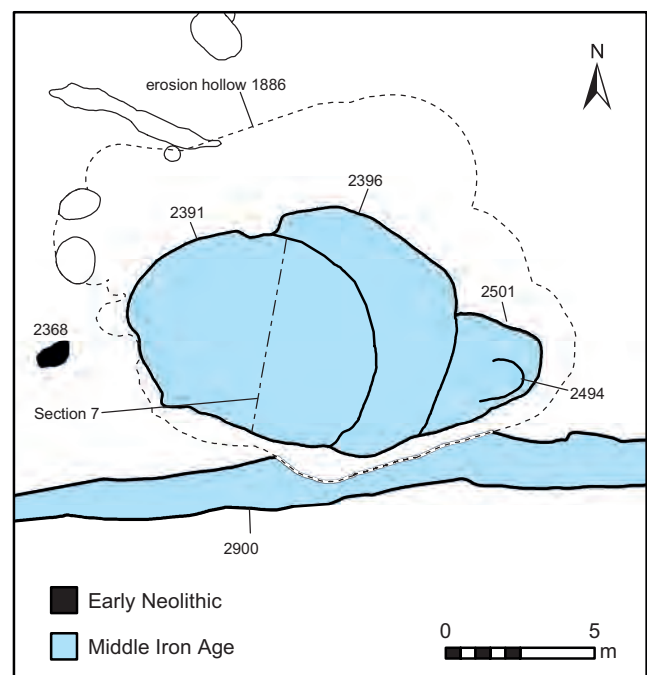 erosion hollow 1886
N
2396
2391
2501
2368
2494
Section 7
2900
Early Neolithic
Middle Iron Age
0 5
m